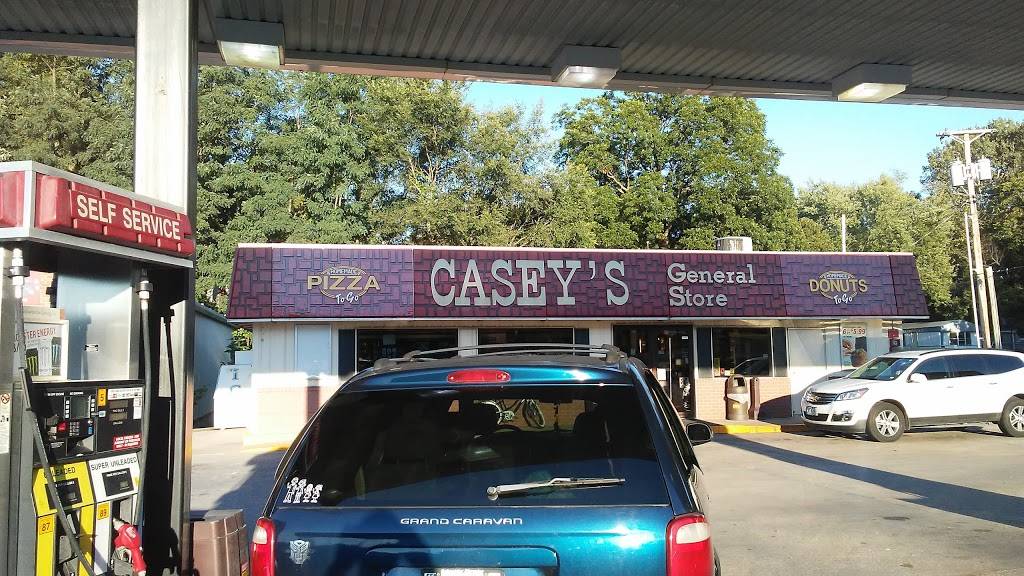 SELF SERVICE
HOMEMADE
PIZZA
To Go
CASEY'S
General
Store
HOMEMADE
DONUTS
To Go
SUPER UNLEADED
87
89
GRAND CARAVAN